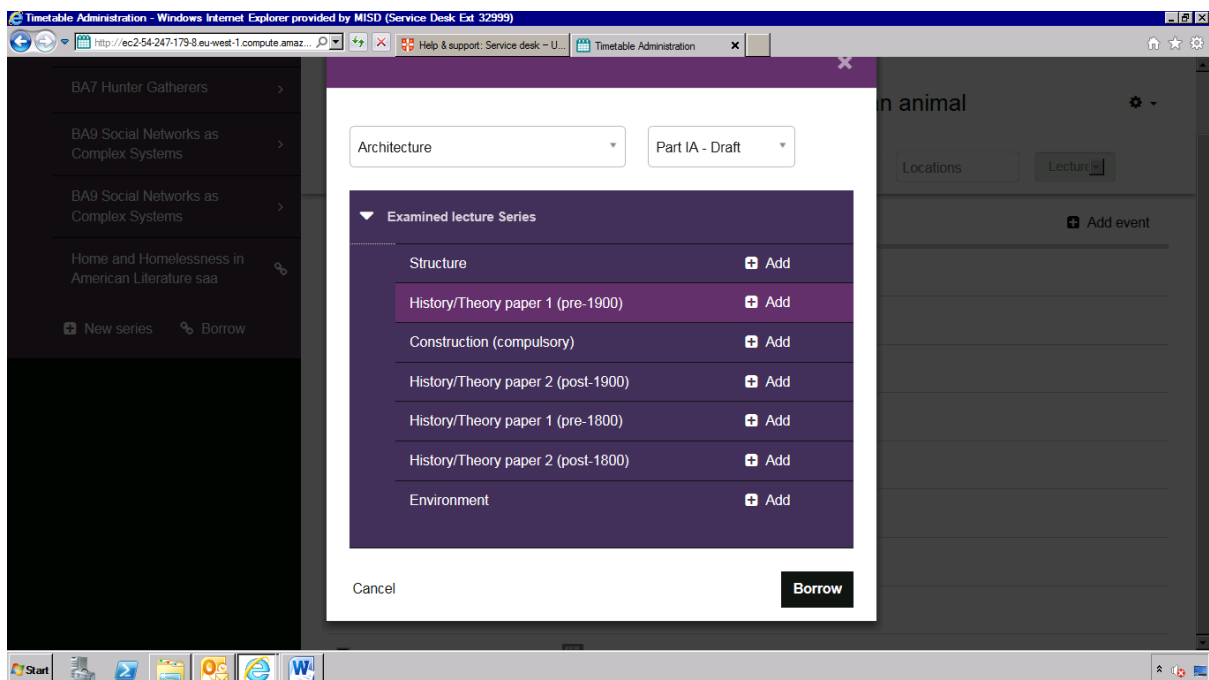 Timetable Administration - Windows Internet Explorer provided by MISD (Service Desk Ext 32999)
http://ec2-54-247-179-8.eu-west-1.compute.amaz...
Help & support: Service desk – U...
Timetable Administration
BA7 Hunter Gatherers
BA9 Social Networks as
Complex Systems
BA9 Social Networks as
Complex Systems
Home and Homelessness in
American Literature saa
New series
Borrow
n animal
Locations
Lecture
Add event
Architecture
Part IA - Draft
Examined lecture Series
Structure Add
History/Theory paper 1 (pre-1900) Add
Construction (compulsory) Add
History/Theory paper 2 (post-1900) Add
History/Theory paper 1 (pre-1800) Add
History/Theory paper 2 (post-1800) Add
Environment Add
Cancel
Borrow
Start